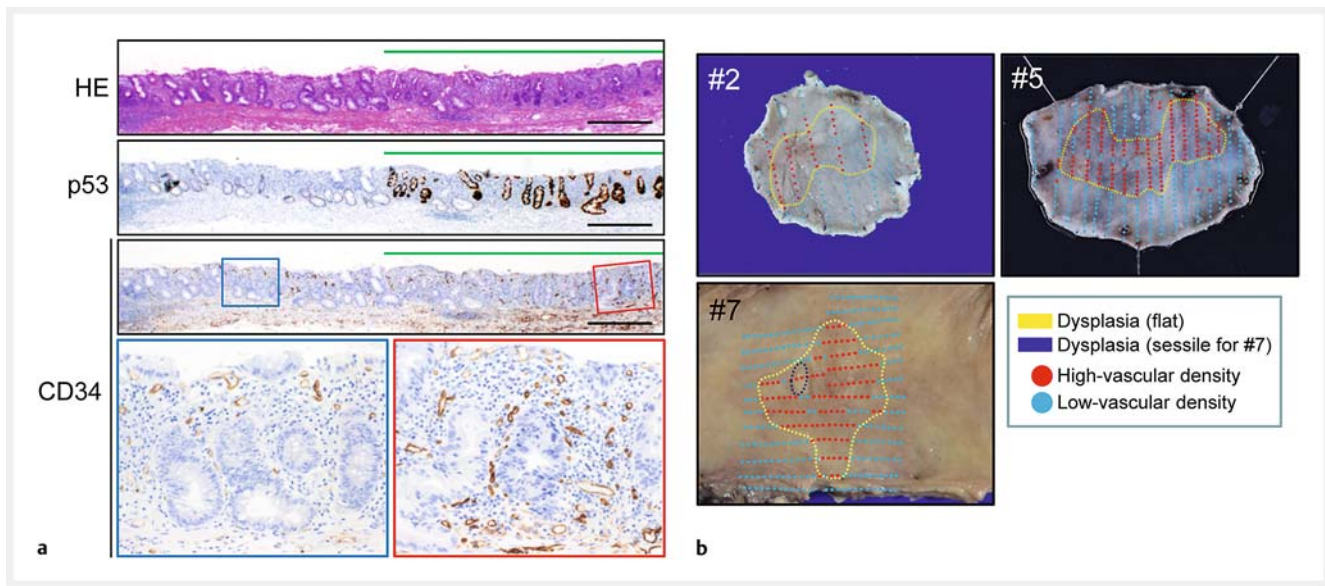 HE
p53
CD34
a
#2
#5
#7
Dysplasia (flat)
Dysplasia (sessile for #7)
High-vascular density
Low-vascular density
b